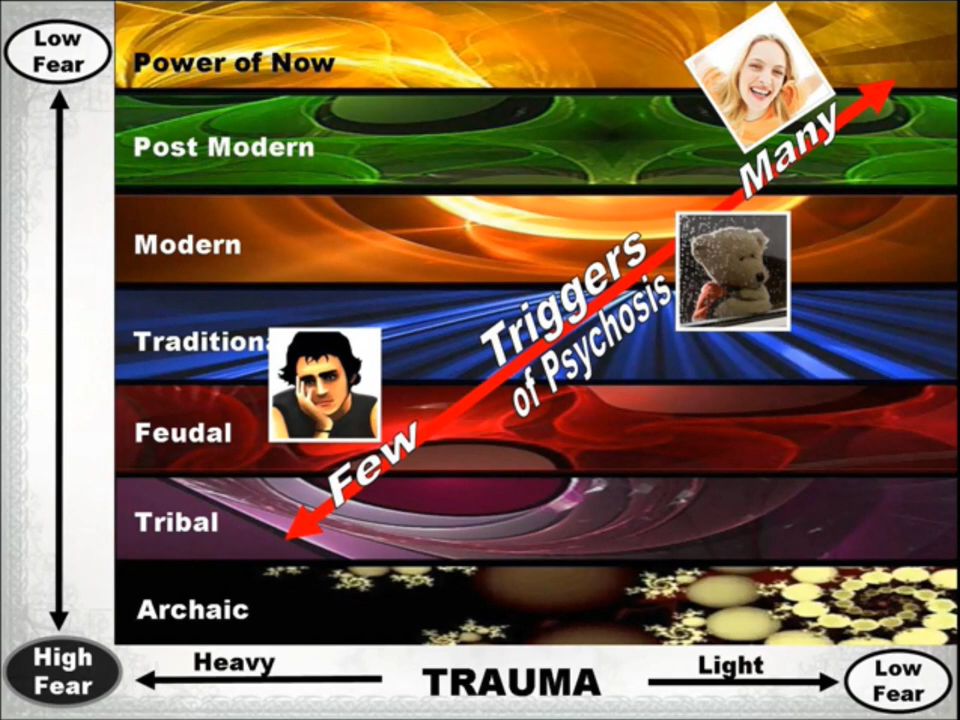 Low
Fear
Power of Now
Post Modern
Many
Modern
Triggers
of Psychosis
Tradition
Feudal
Few
Tribal
Archaic
High
Fear
Heavy
TRAUMA
Light
Low
Fear